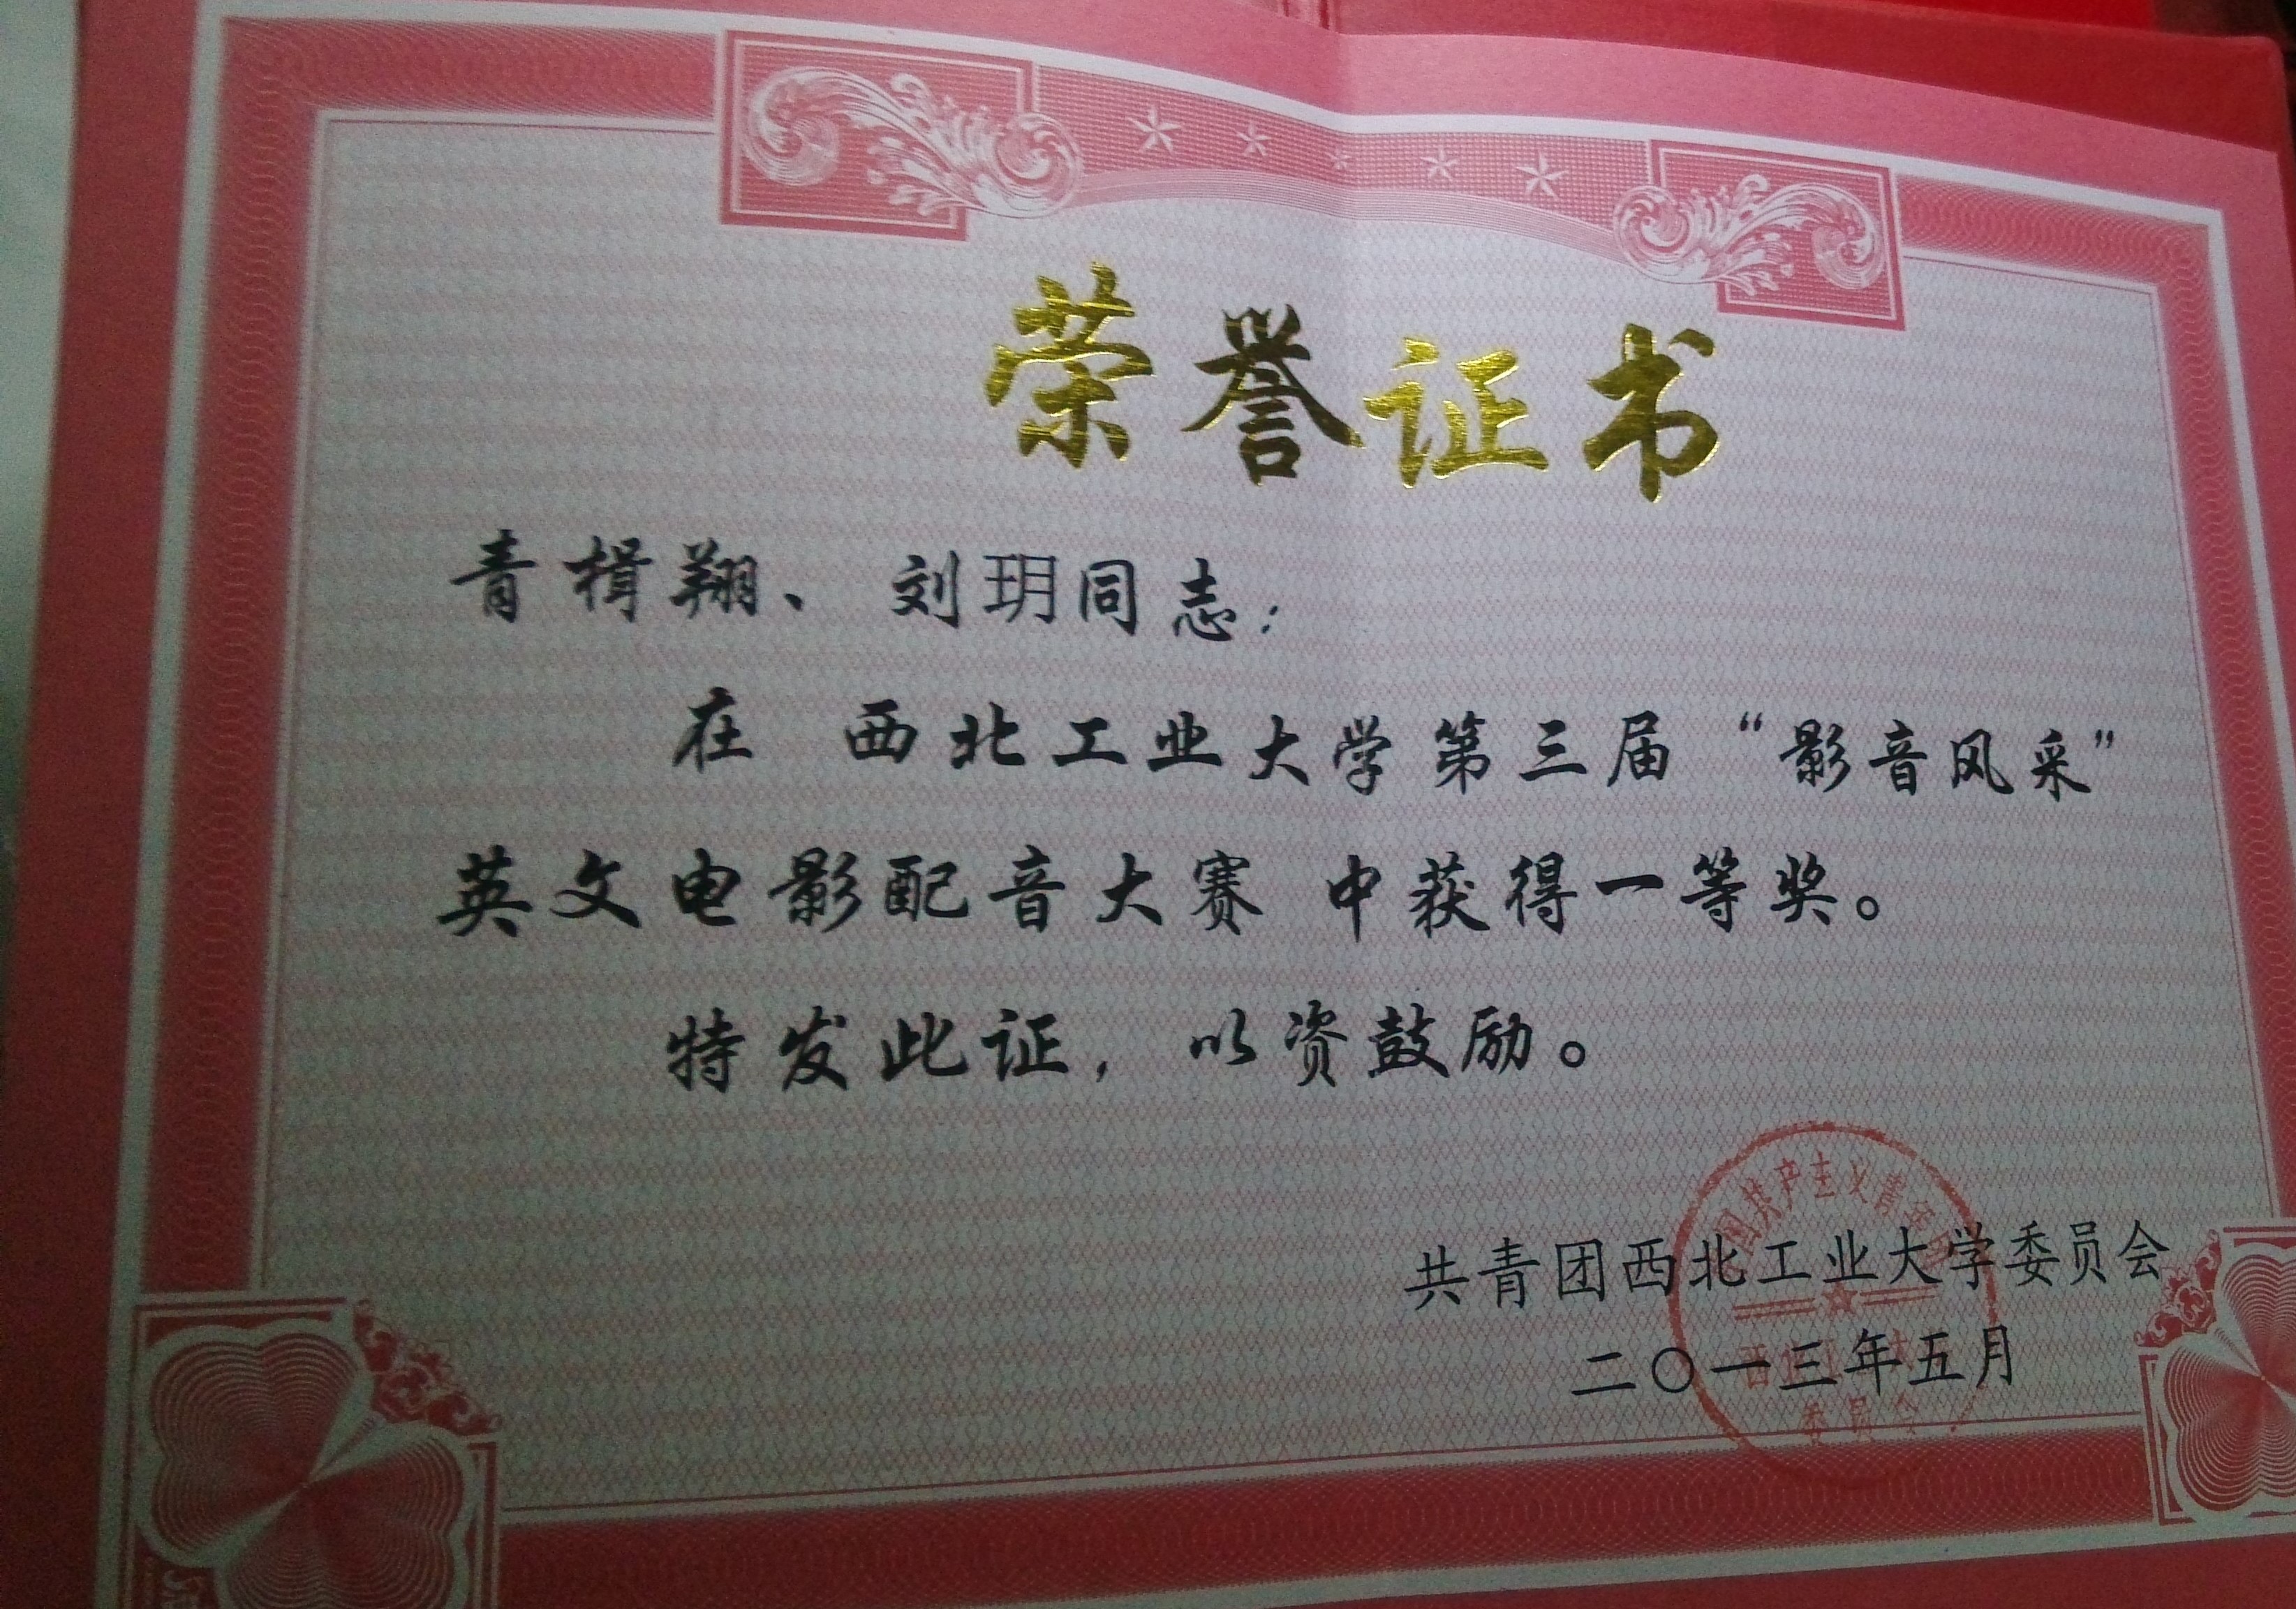 荣誉证书
青楫翔、刘玥同志：
在 西北工业大学第三届“影音风采”
英文电影配音大赛 中获得一等奖。
特发此证，以资鼓励。
共青团西北工业大学委员会
二〇一三年五月
国共产主义青年团
委员会